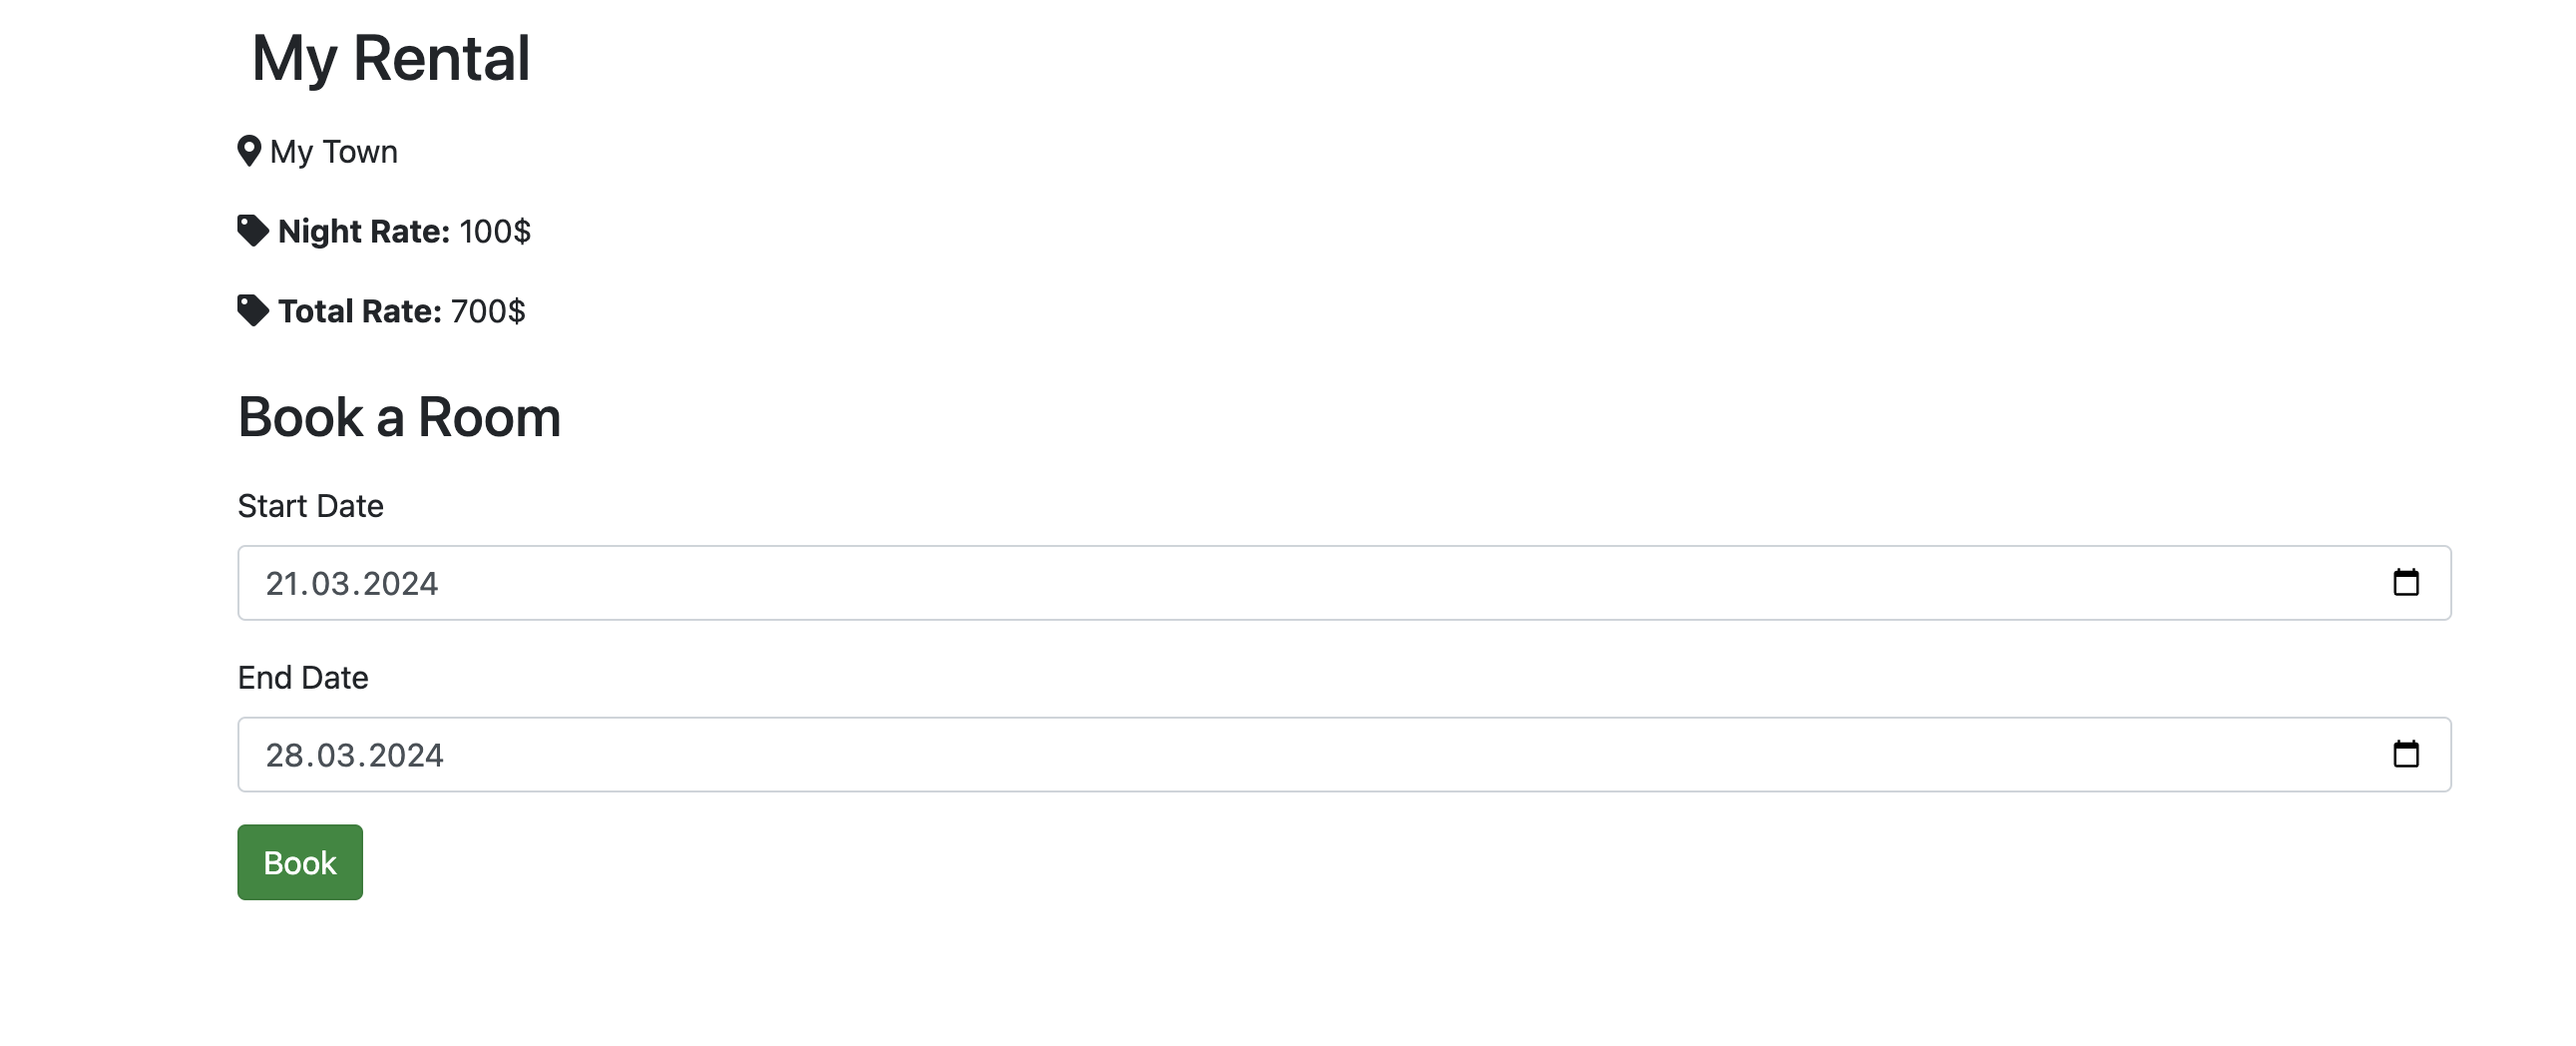 My Rental
My Town
Night Rate: 100$
Total Rate: 700$
Book a Room
Start Date
21.03.2024
End Date
28.03.2024
Book